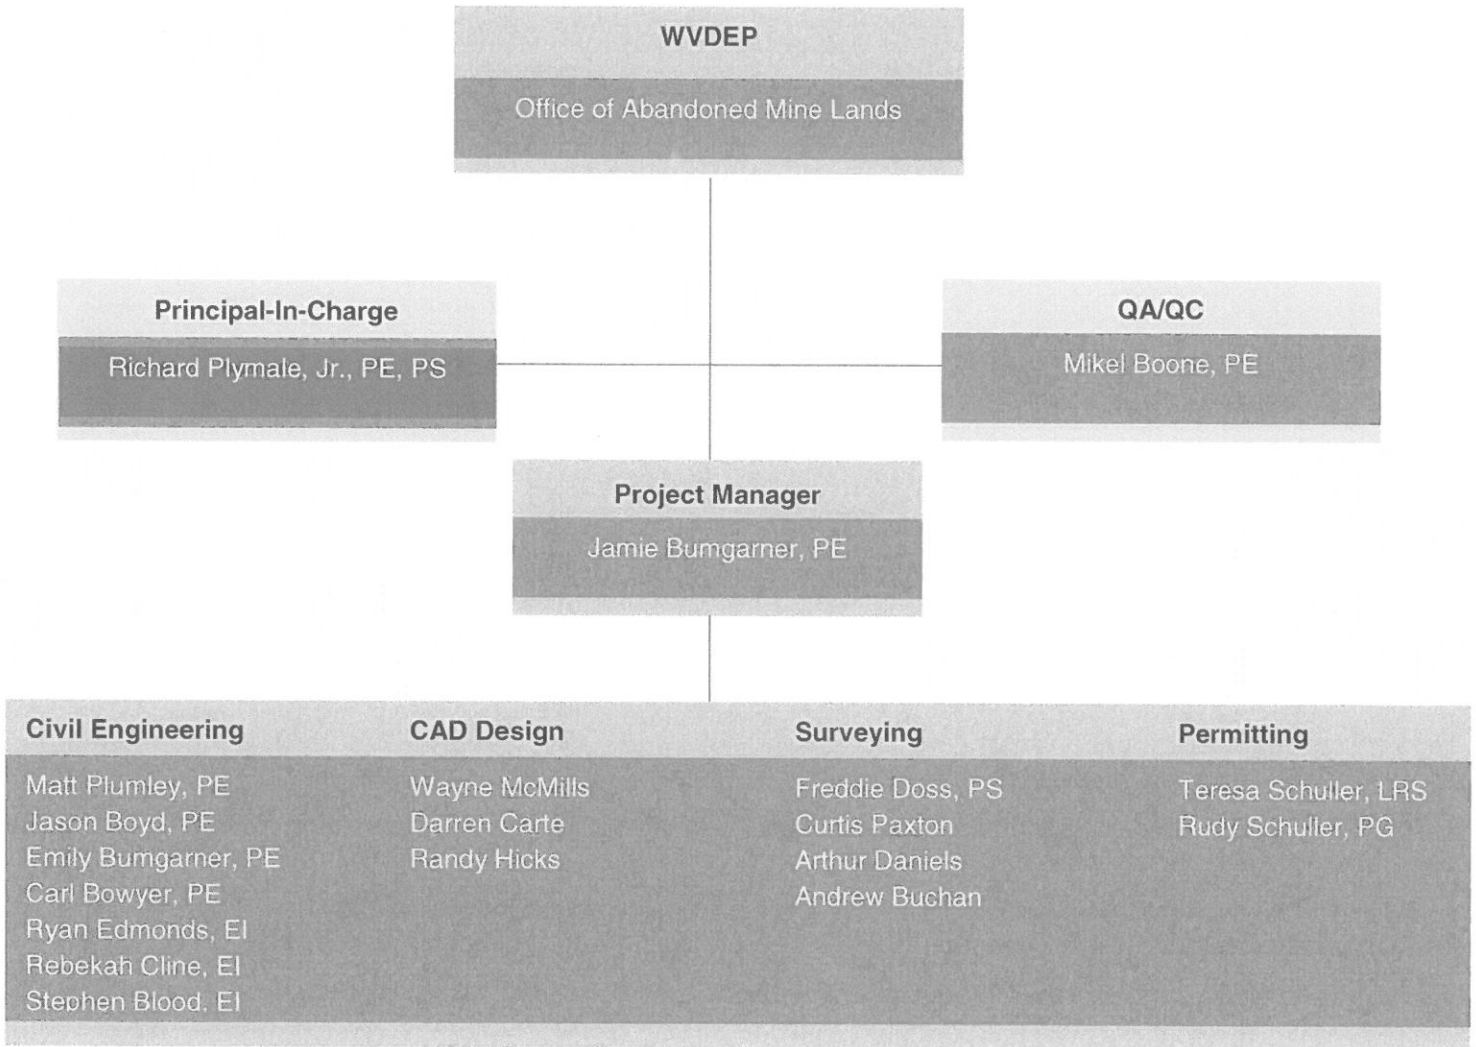 WVDEP
Office of Abandoned Mine Lands
Principal-In-Charge
Richard Plymale, Jr., PE, PS
QA/QC
Mikel Boone, PE
Project Manager
Jamie Bumgarner, PE
Civil Engineering
Matt Plumley, PE
Jason Boyd, PE
Emily Bumgarner, PE
Carl Bowyer, PE
Ryan Edmonds, EI
Rebekah Cline, EI
Stephen Blood, EI
CAD Design
Wayne McMills
Darren Carte
Randy Hicks
Surveying
Freddie Doss, PS
Curtis Paxton
Arthur Daniels
Andrew Buchan
Permitting
Teresa Schuller, LRS
Rudy Schuller, PG